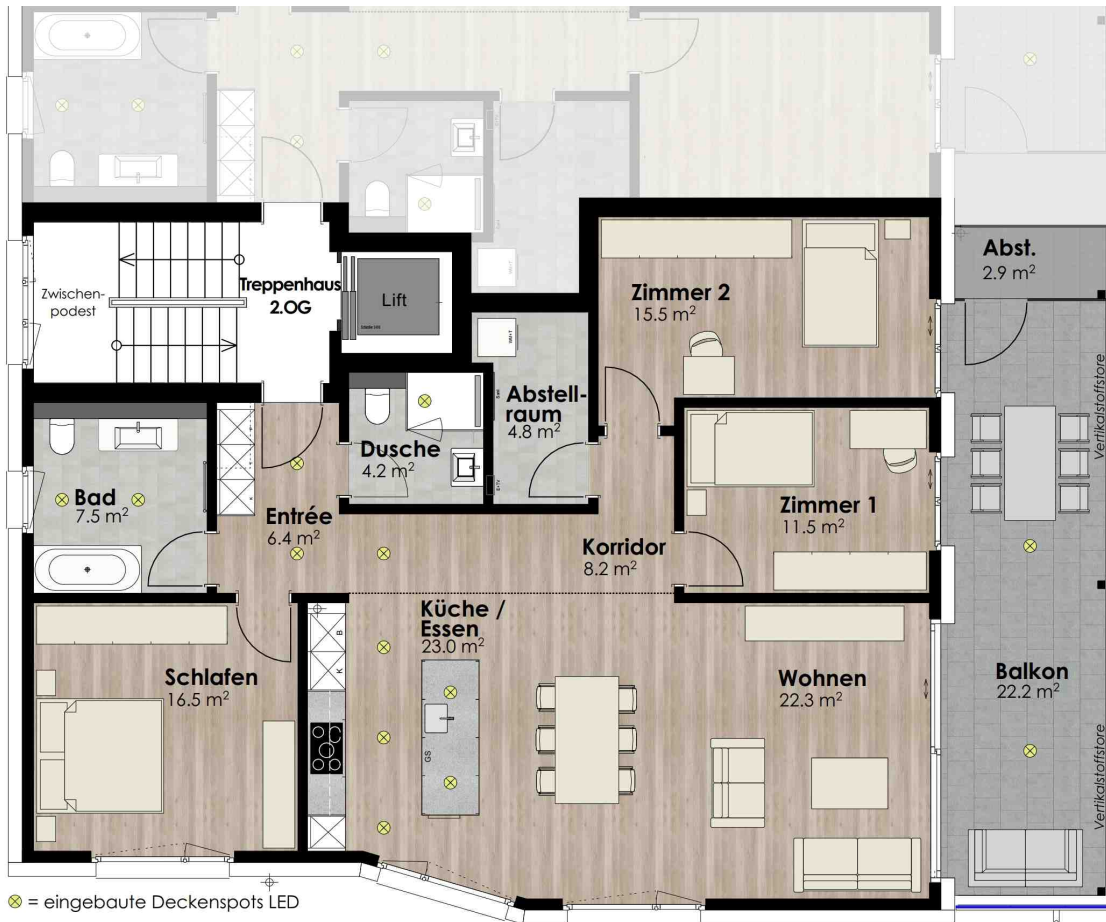 Abst.
2.9 m²
Zwischen-
podest
Treppenhaus
2.OG
Lift
Zimmer 2
15.5 m²
WM+T
Abstell-
raum
4.8 m²
Dusche
4.2 m²
Vertikalstoffstore
Bad
7.5 m²
Entrée
6.4 m²
Zimmer 1
11.5 m²
Korridor
8.2 m²
Küche /
Essen
23.0 m²
B
K
GS
Schlafen
16.5 m²
Wohnen
22.3 m²
Balkon
22.2 m²
Vertikalstoffstore
= eingebaute Deckenspots LED